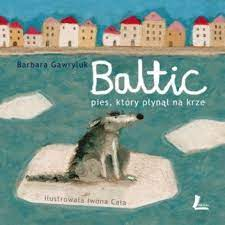 Barbara Gawryluk
Baltic
pies, który płynął na krze
Ilustrowała Iwona Cała